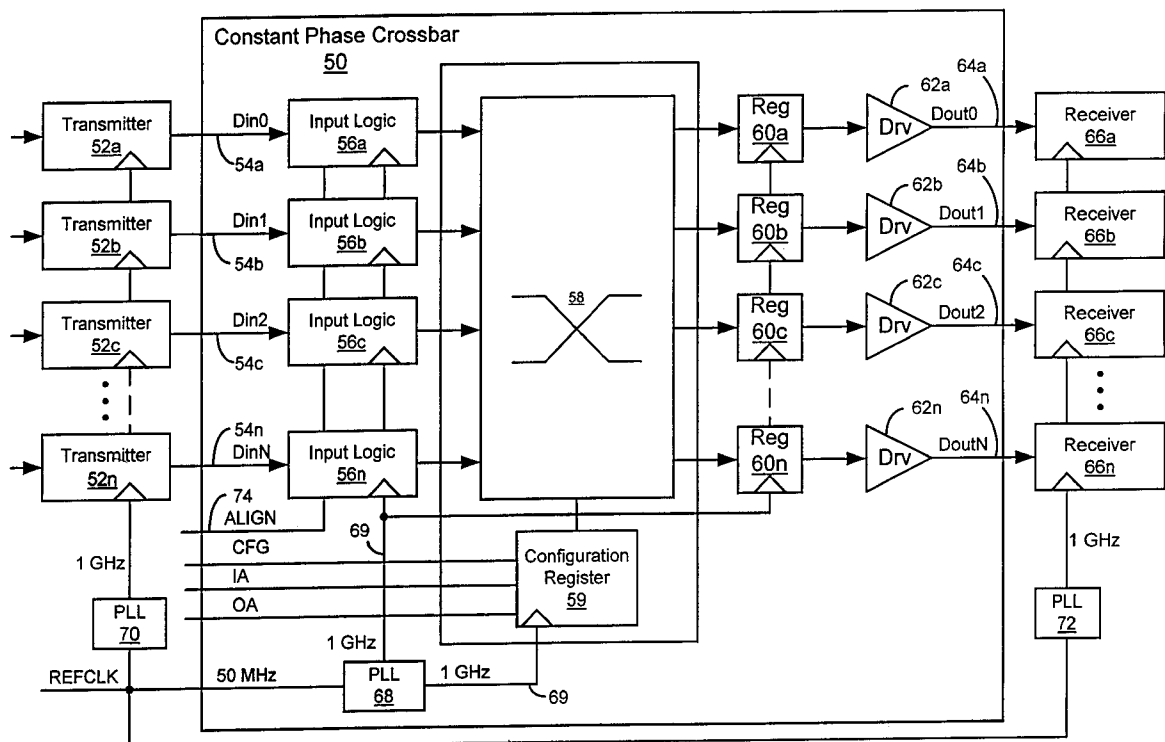 Constant Phase Crossbar
50
Transmitter
52a
Din0
54a
Input Logic
56a
Reg
60a
62a
Drv
Dout0
64a
Receiver
66a
Transmitter
52b
Din1
54b
Input Logic
56b
Reg
60b
62b
Drv
Dout1
64b
Receiver
66b
Transmitter
52c
Din2
54c
Input Logic
56c
58
Reg
60c
62c
Drv
Dout2
64c
Receiver
66c
Transmitter
52n
54n
DinN
Input Logic
56n
Reg
60n
62n
Drv
DoutN
64n
Receiver
66n
74
ALIGN
CFG
IA
OA
69
Configuration
Register
59
1 GHz
PLL
70
1 GHz
PLL
68
1 GHz
69
1 GHz
PLL
72
REFCLK
50 MHz